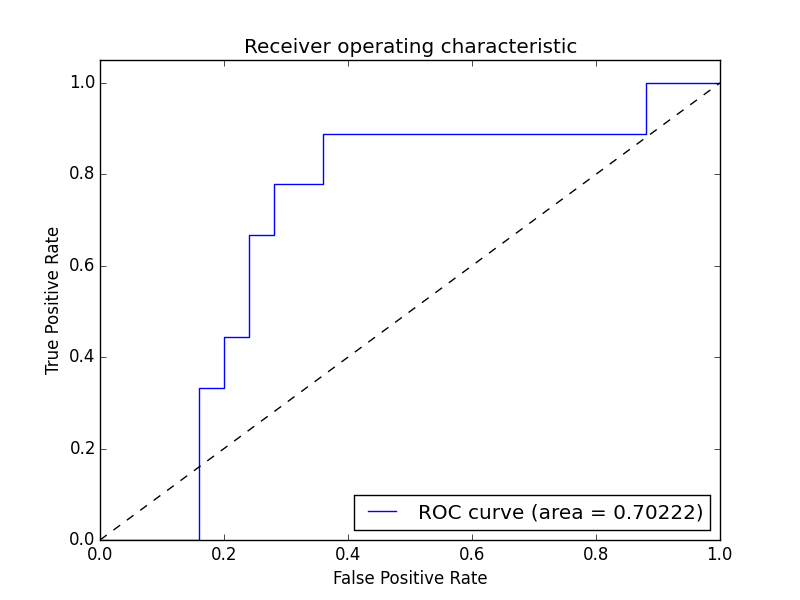 Receiver operating characteristic
1.0
0.8
0.6
0.4
0.2
0.0
True Positive Rate
ROC curve (area = 0.70222)
0.0 0.2 0.4 0.6 0.8 1.0
False Positive Rate